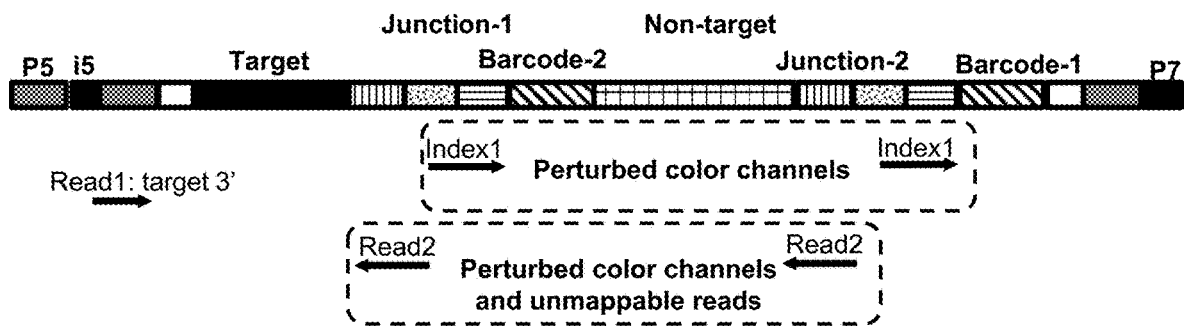 Junction-1 Non-target
P5 i5 Target Barcode-2 Junction-2 Barcode-1 P7
Index1 Perturbed color channels Index1
Read1: target 3'
Read2 Perturbed color channels Read2
and unmappable reads